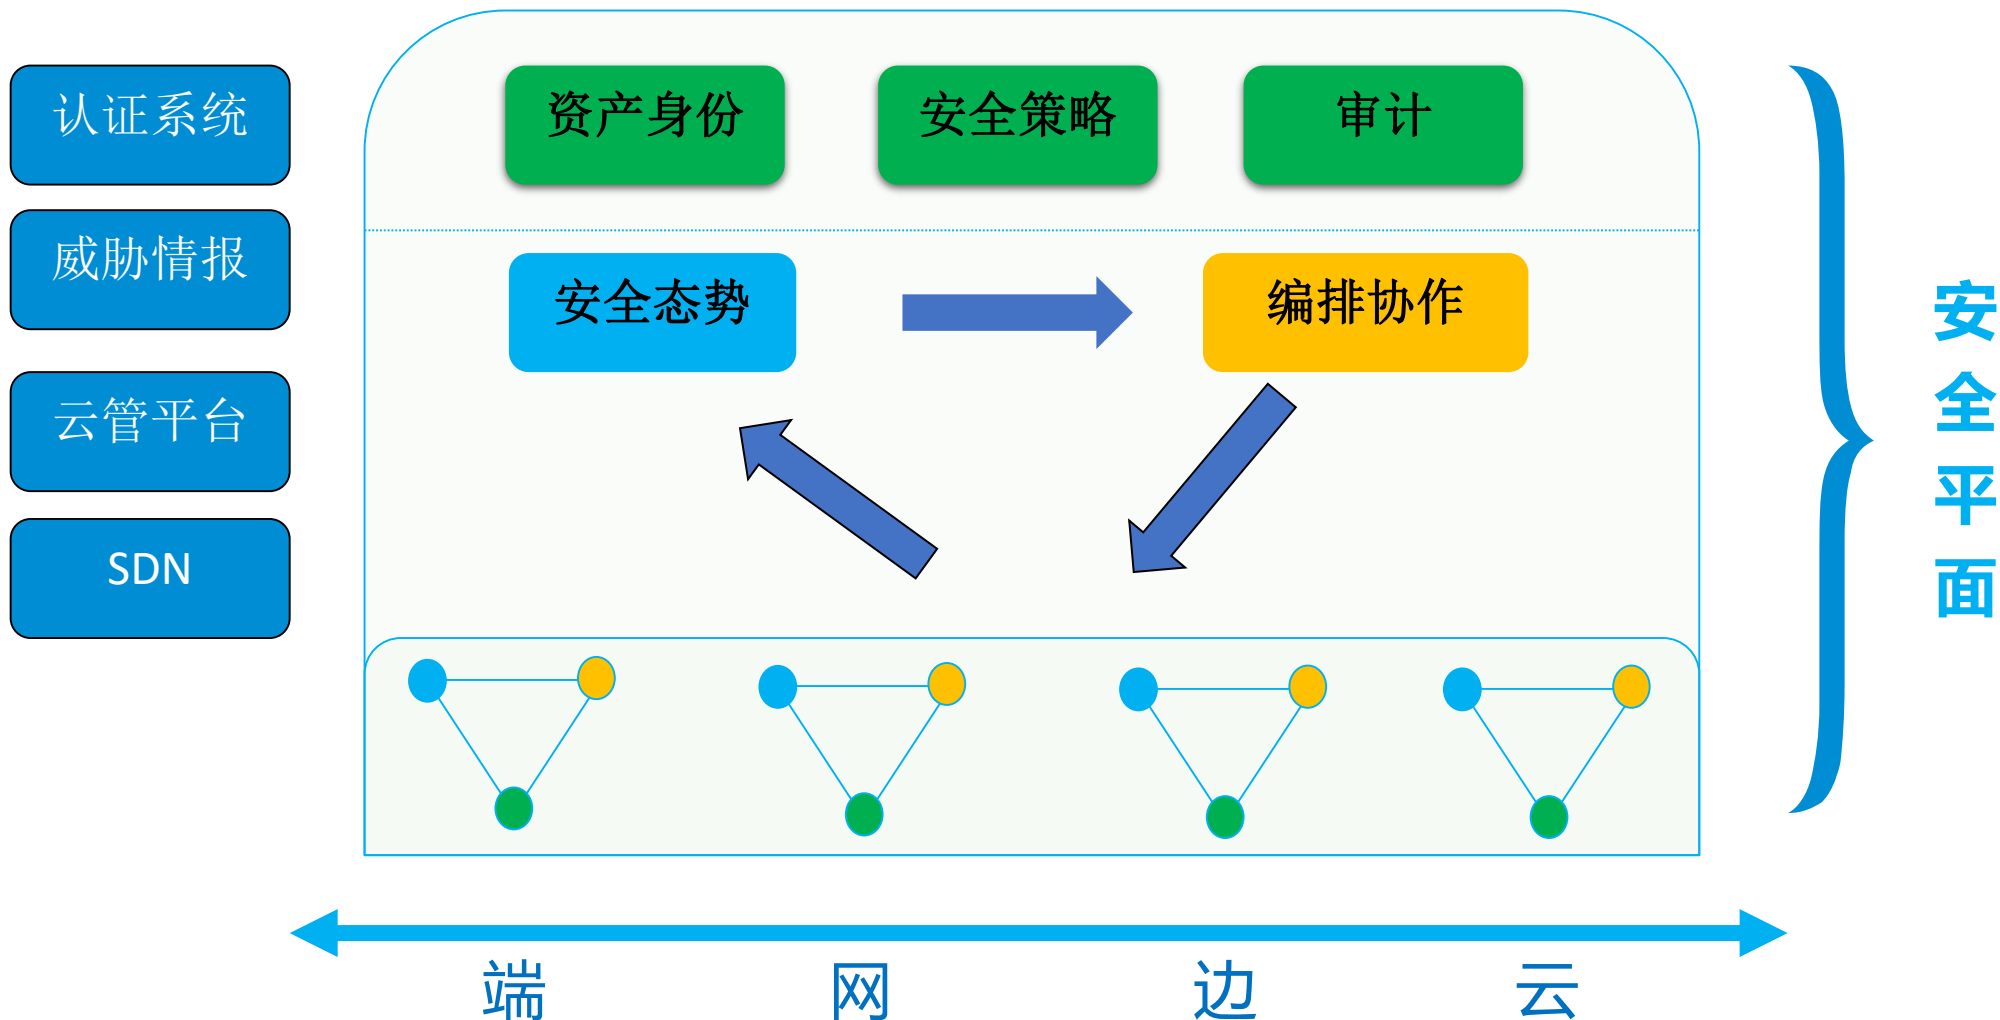 认证系统
威胁情报
云管平台
SDN
资产身份
安全策略
审计
安全态势
编排协作
安全平面
端
网
边
云